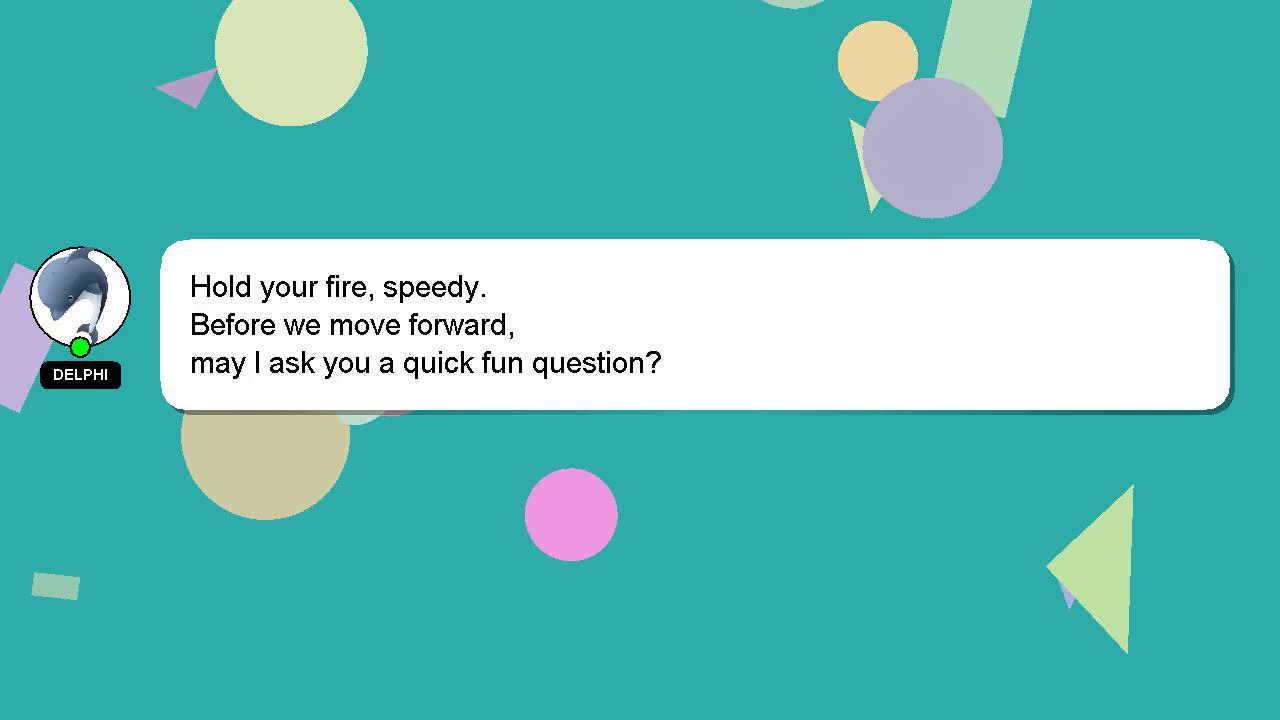 Hold your fire, speedy.
Before we move forward,
may I ask you a quick fun question?
DELPHI